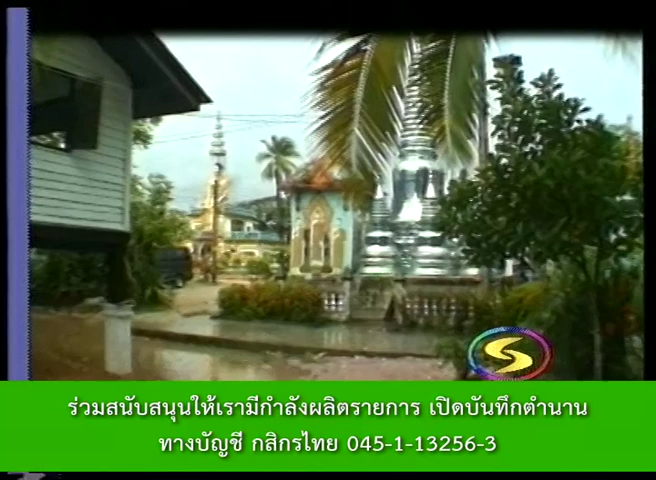 ร่วมสนับสนุนให้เรามีกำลังผลิตรายการ เปิดบันทึกตำนาน
ทางบัญชี กสิกรไทย 045-1-13256-3